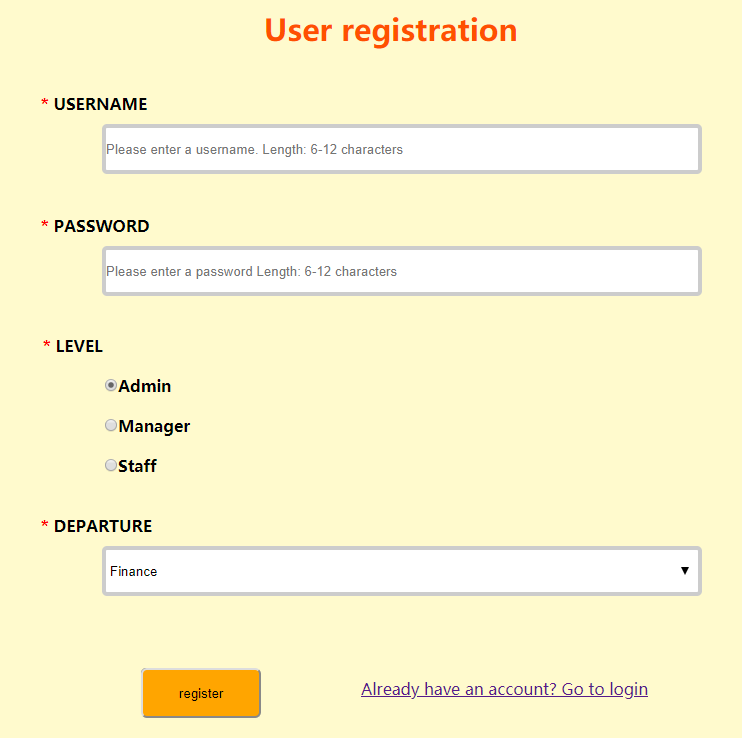 User registration
* USERNAME
Please enter a username. Length: 6-12 characters
* PASSWORD
Please enter a password Length: 6-12 characters
* LEVEL
Admin
Manager
Staff
* DEPARTURE
Finance
register
Already have an account? Go to login